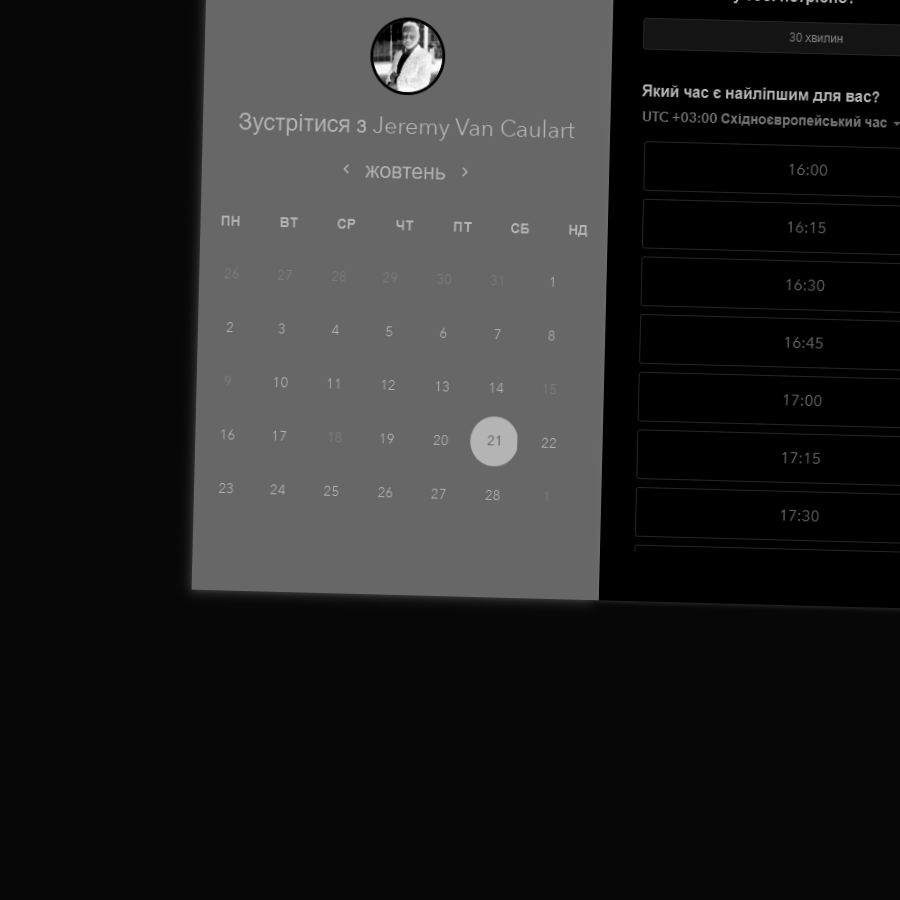 Зустрітися з Jeremy Van Caulart
жовтень
ПН ВТ СР ЧТ ПТ СБ НД
26 27 28 29 30 31 1
2 3 4 5 6 7 8
9 10 11 12 13 14 15
16 17 18 19 20 21 22
23 24 25 26 27 28 1
30 хвилин
Який час є найліпшим для вас?
UTC +03:00 Східноєвропейський час
16:00
16:15
16:30
16:45
17:00
17:15
17:30